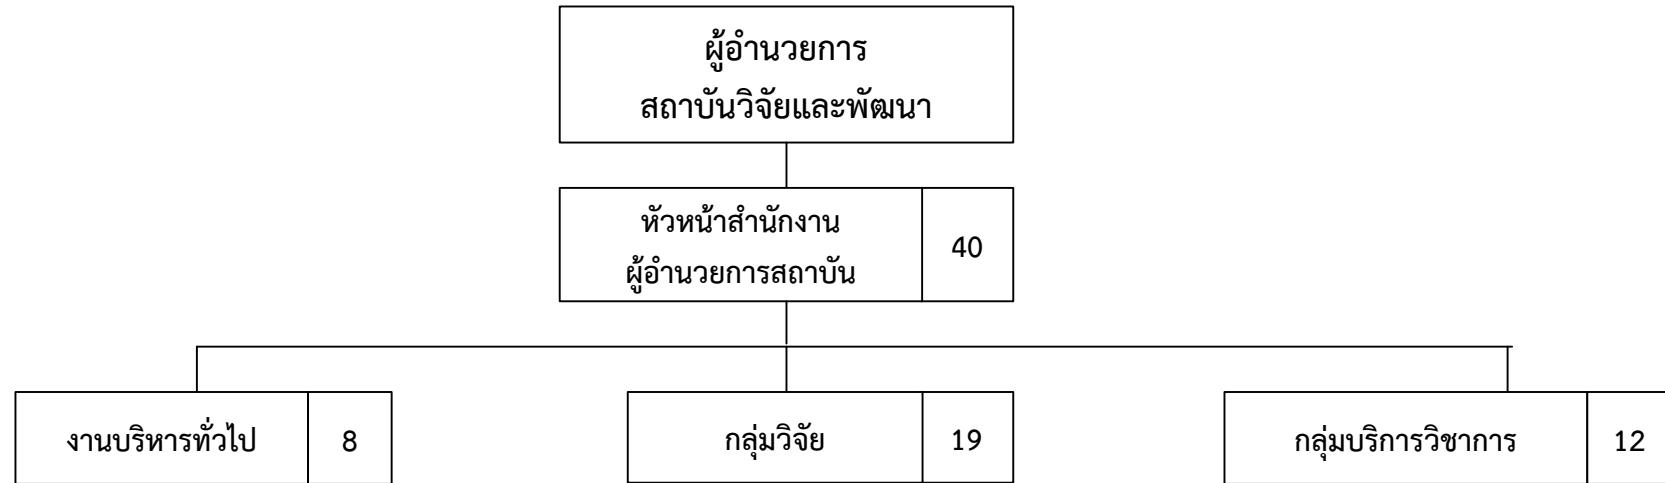 ผู้อำนวยการ
สถาบันวิจัยและพัฒนา
หัวหน้าสำนักงาน
ผู้อำนวยการสถาบัน
40
งานบริหารทั่วไป
8
กลุ่มวิจัย
19
กลุ่มบริการวิชาการ
12